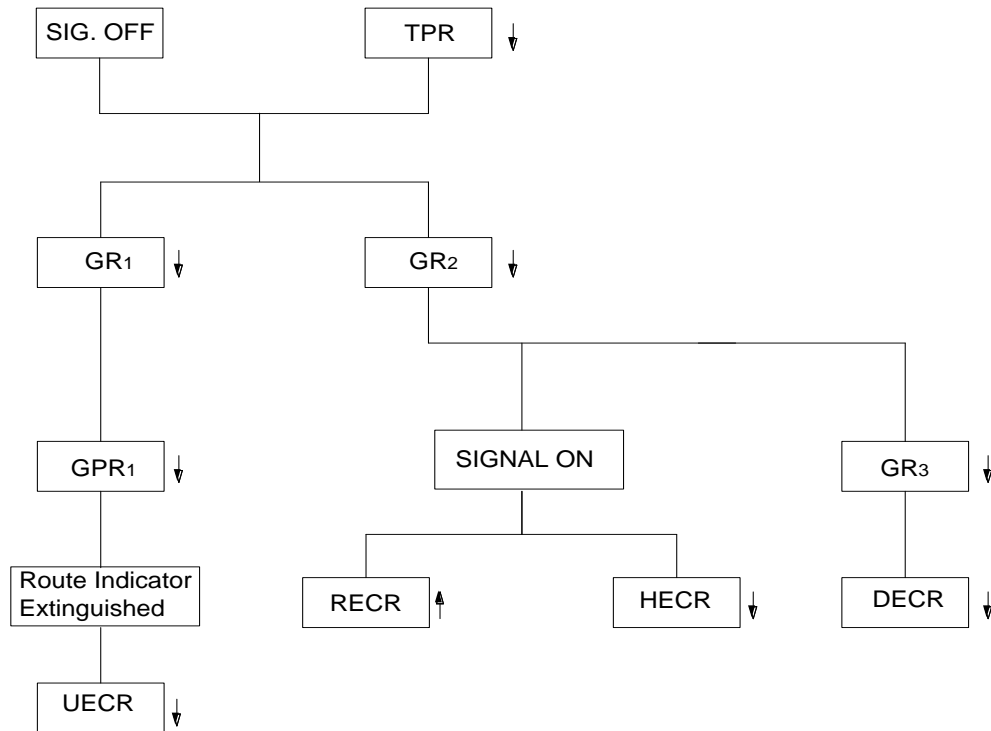 SIG. OFF
TPR
GR1
GR2
GPR1
SIGNAL ON
GR3
Route Indicator
Extinguished
RECR
HECR
DECR
UECR